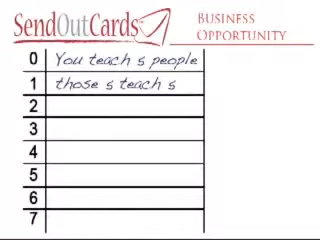 SendOutCards
BUSINESS
OPPORTUNITY
0 You teach 5 people
1 those 5 teach 5
2
3
4
5
6
7